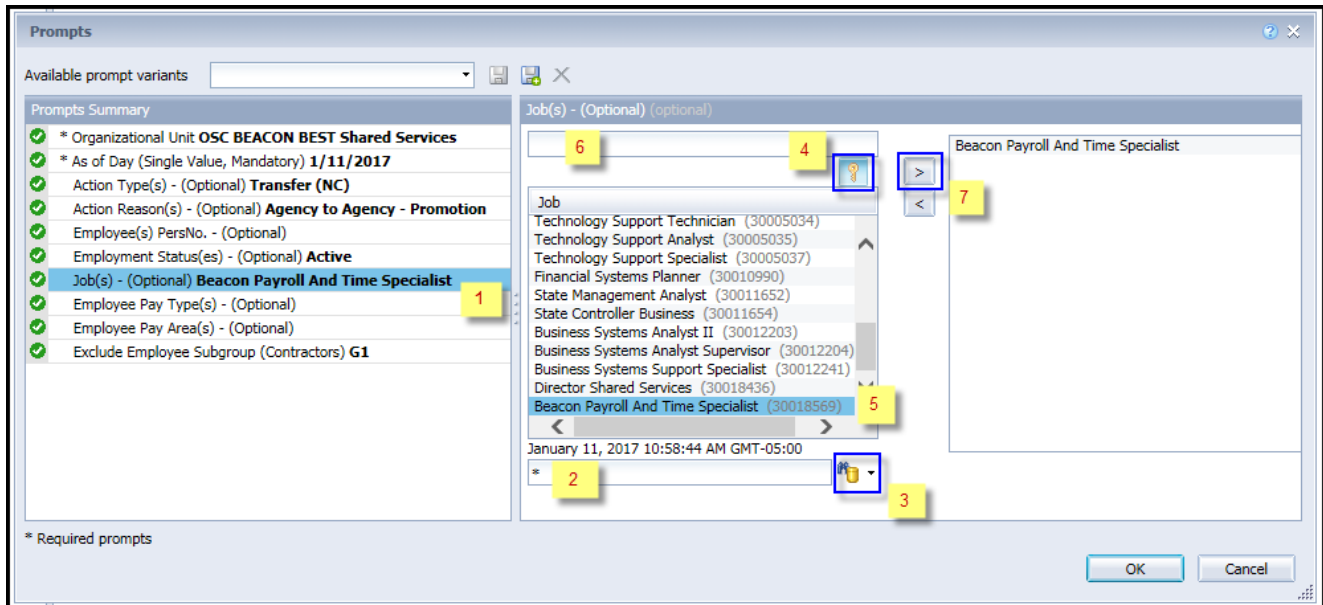 Prompts
Available prompt variants
Prompts Summary
* Organizational Unit OSC BEACON BEST Shared Services
* As of Day (Single Value, Mandatory) 1/11/2017
Action Type(s) - (Optional) Transfer (NC)
Action Reason(s) - (Optional) Agency to Agency - Promotion
Employee(s) PersNo. - (Optional)
Employment Status(es) - (Optional) Active
Job(s) - (Optional) Beacon Payroll And Time Specialist
1
Employee Pay Type(s) - (Optional)
Employee Pay Area(s) - (Optional)
Exclude Employee Subgroup (Contractors) G1
Job(s) - (Optional) (optional)
6
4
Job
Technology Support Technician (30005034)
Technology Support Analyst (30005035)
Technology Support Specialist (30005037)
Financial Systems Planner (30010990)
State Management Analyst (30011652)
State Controller Business (30011654)
Business Systems Analyst II (30012203)
Business Systems Analyst Supervisor (30012204)
Business Systems Support Specialist (30012241)
Director Shared Services (30018436)
Beacon Payroll And Time Specialist (30018569)
5
January 11, 2017 10:58:44 AM GMT-05:00
* 2
3
>
<
7
Beacon Payroll And Time Specialist
* Required prompts
OK
Cancel